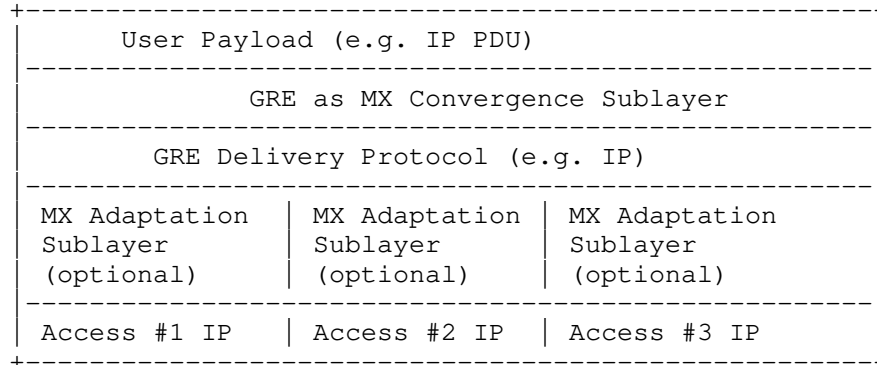 User Payload (e.g. IP PDU)
GRE as MX Convergence Sublayer
GRE Delivery Protocol (e.g. IP)
MX Adaptation | MX Adaptation | MX Adaptation
Sublayer | Sublayer | Sublayer
(optional) | (optional) | (optional)
Access #1 IP | Access #2 IP | Access #3 IP